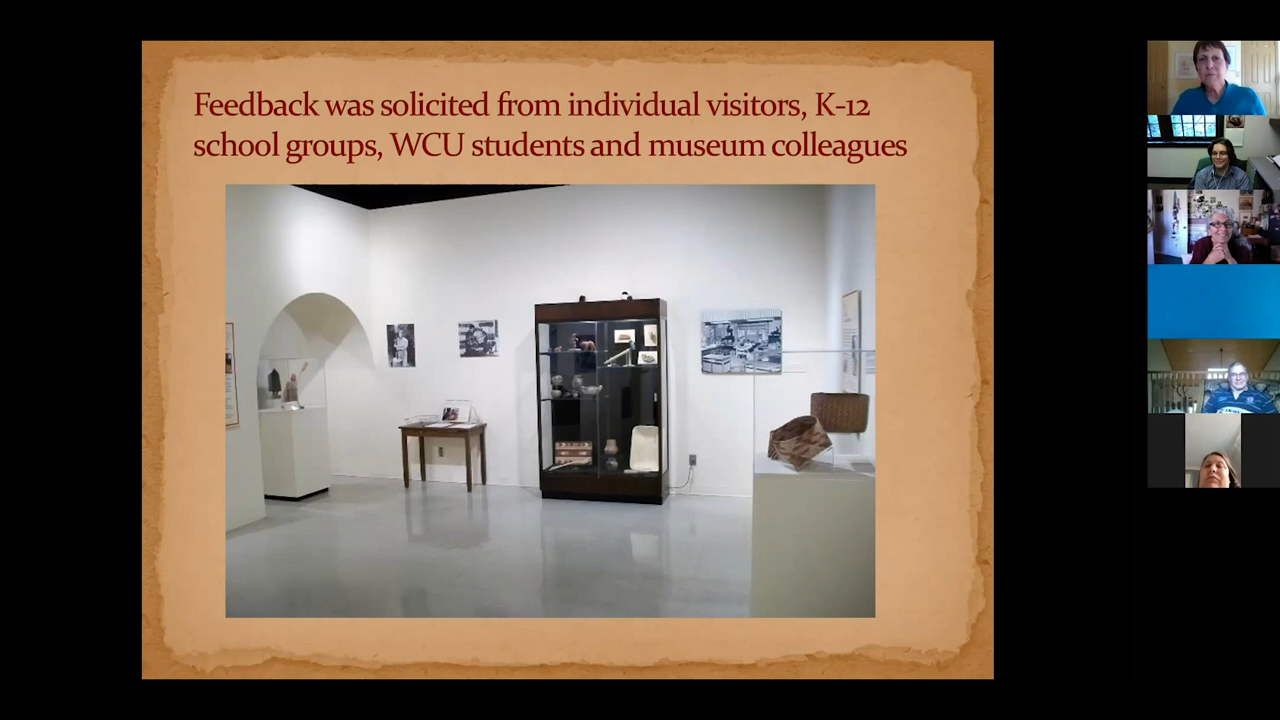 Feedback was solicited from individual visitors, K-12
school groups, WCU students and museum colleagues